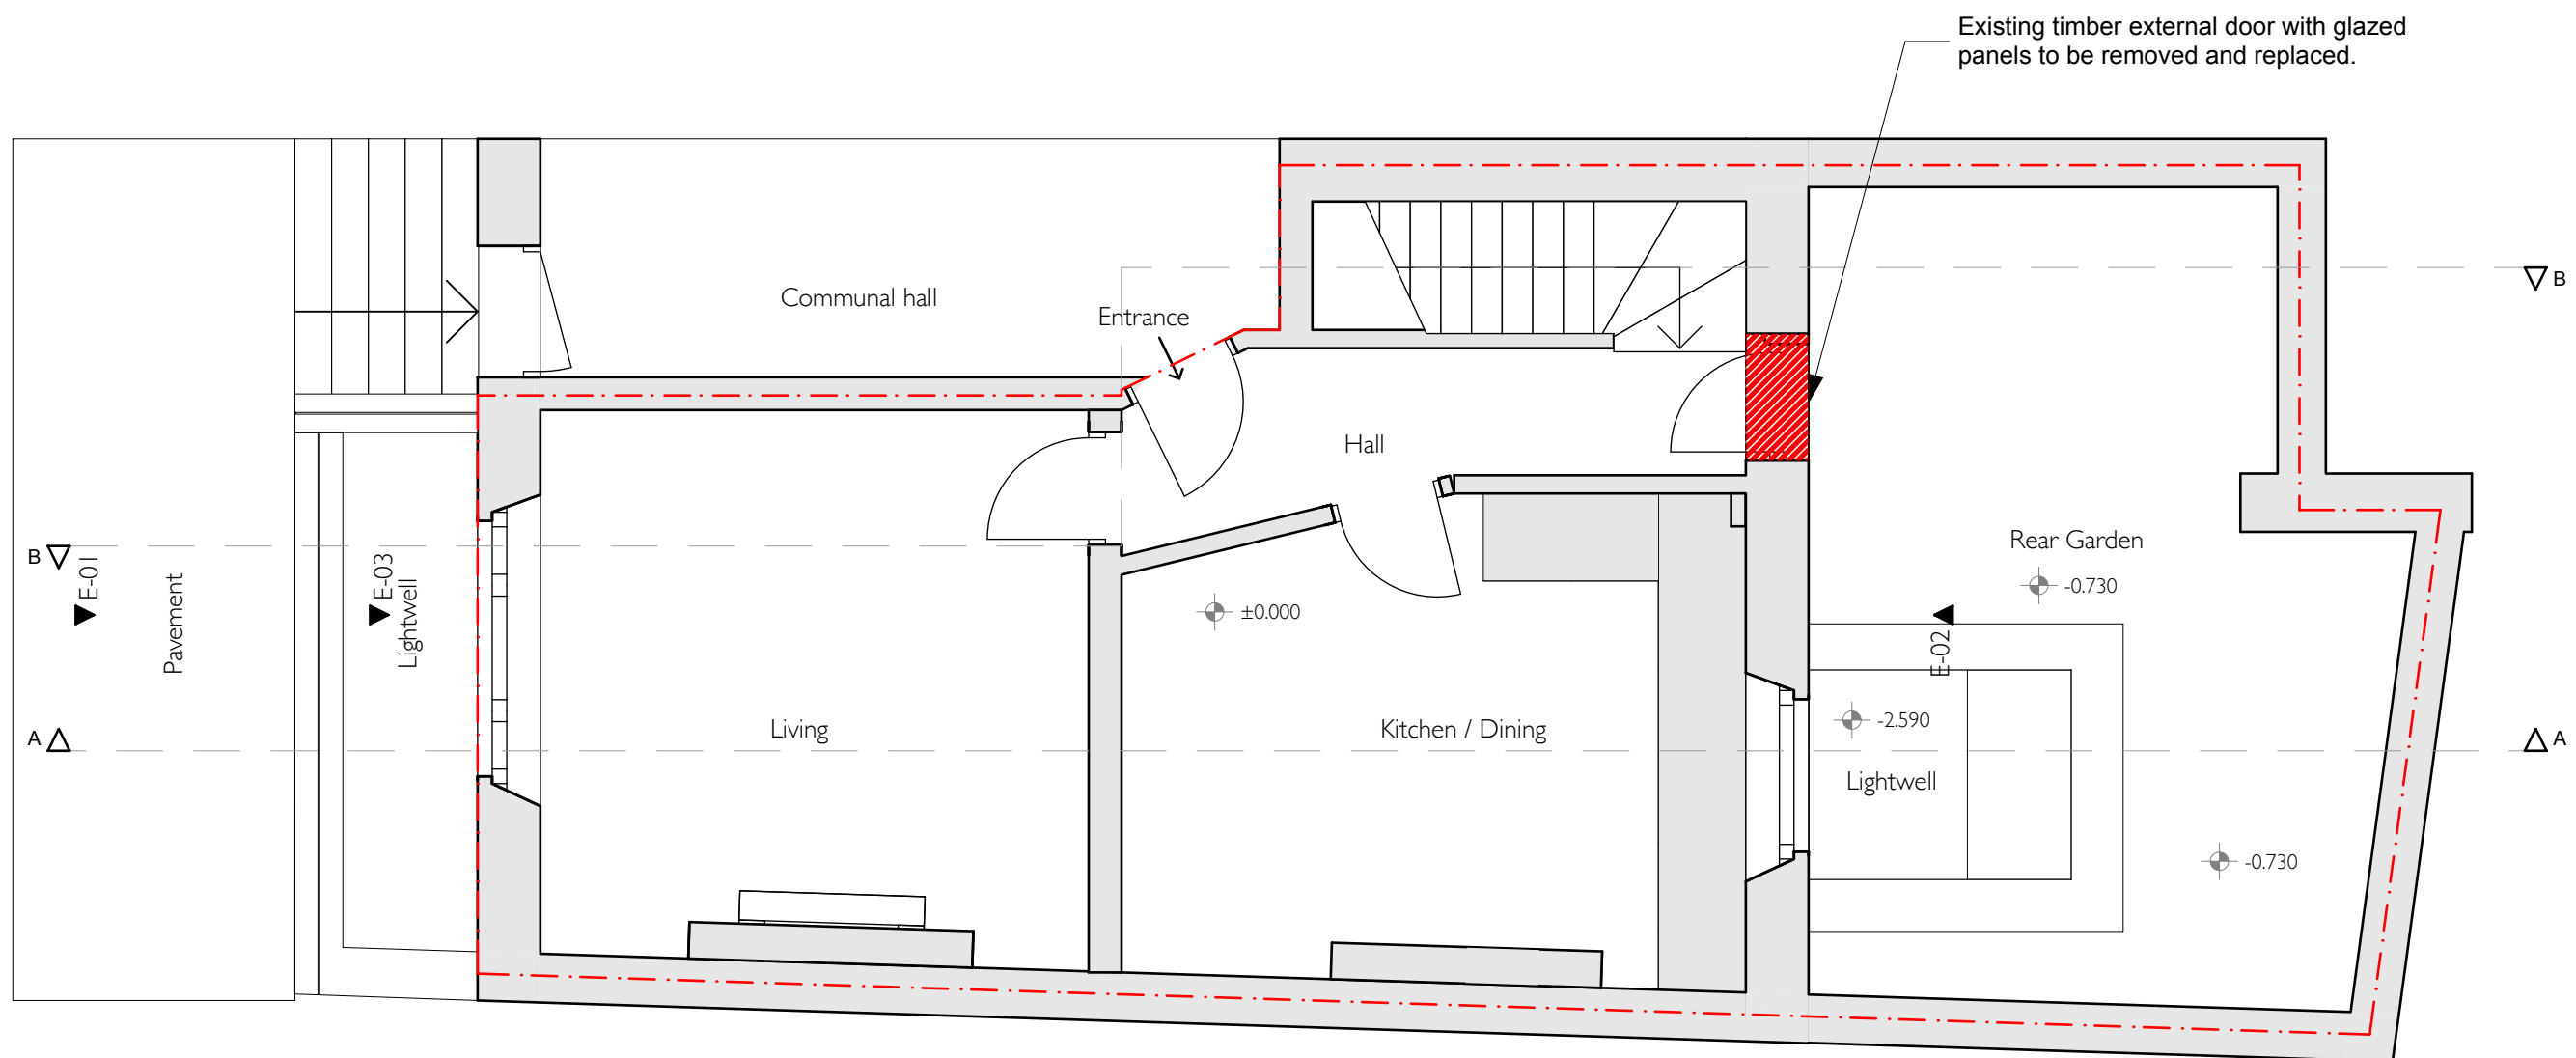 Existing timber external door with glazed
panels to be removed and replaced.
Communal hall
Entrance
B
Hall
Rear Garden
-0.730
B
E-01
Pavement
E-03
Lightwell
±0.000
E-02
A
Living
Kitchen / Dining
-2.590
Lightwell
A
-0.730